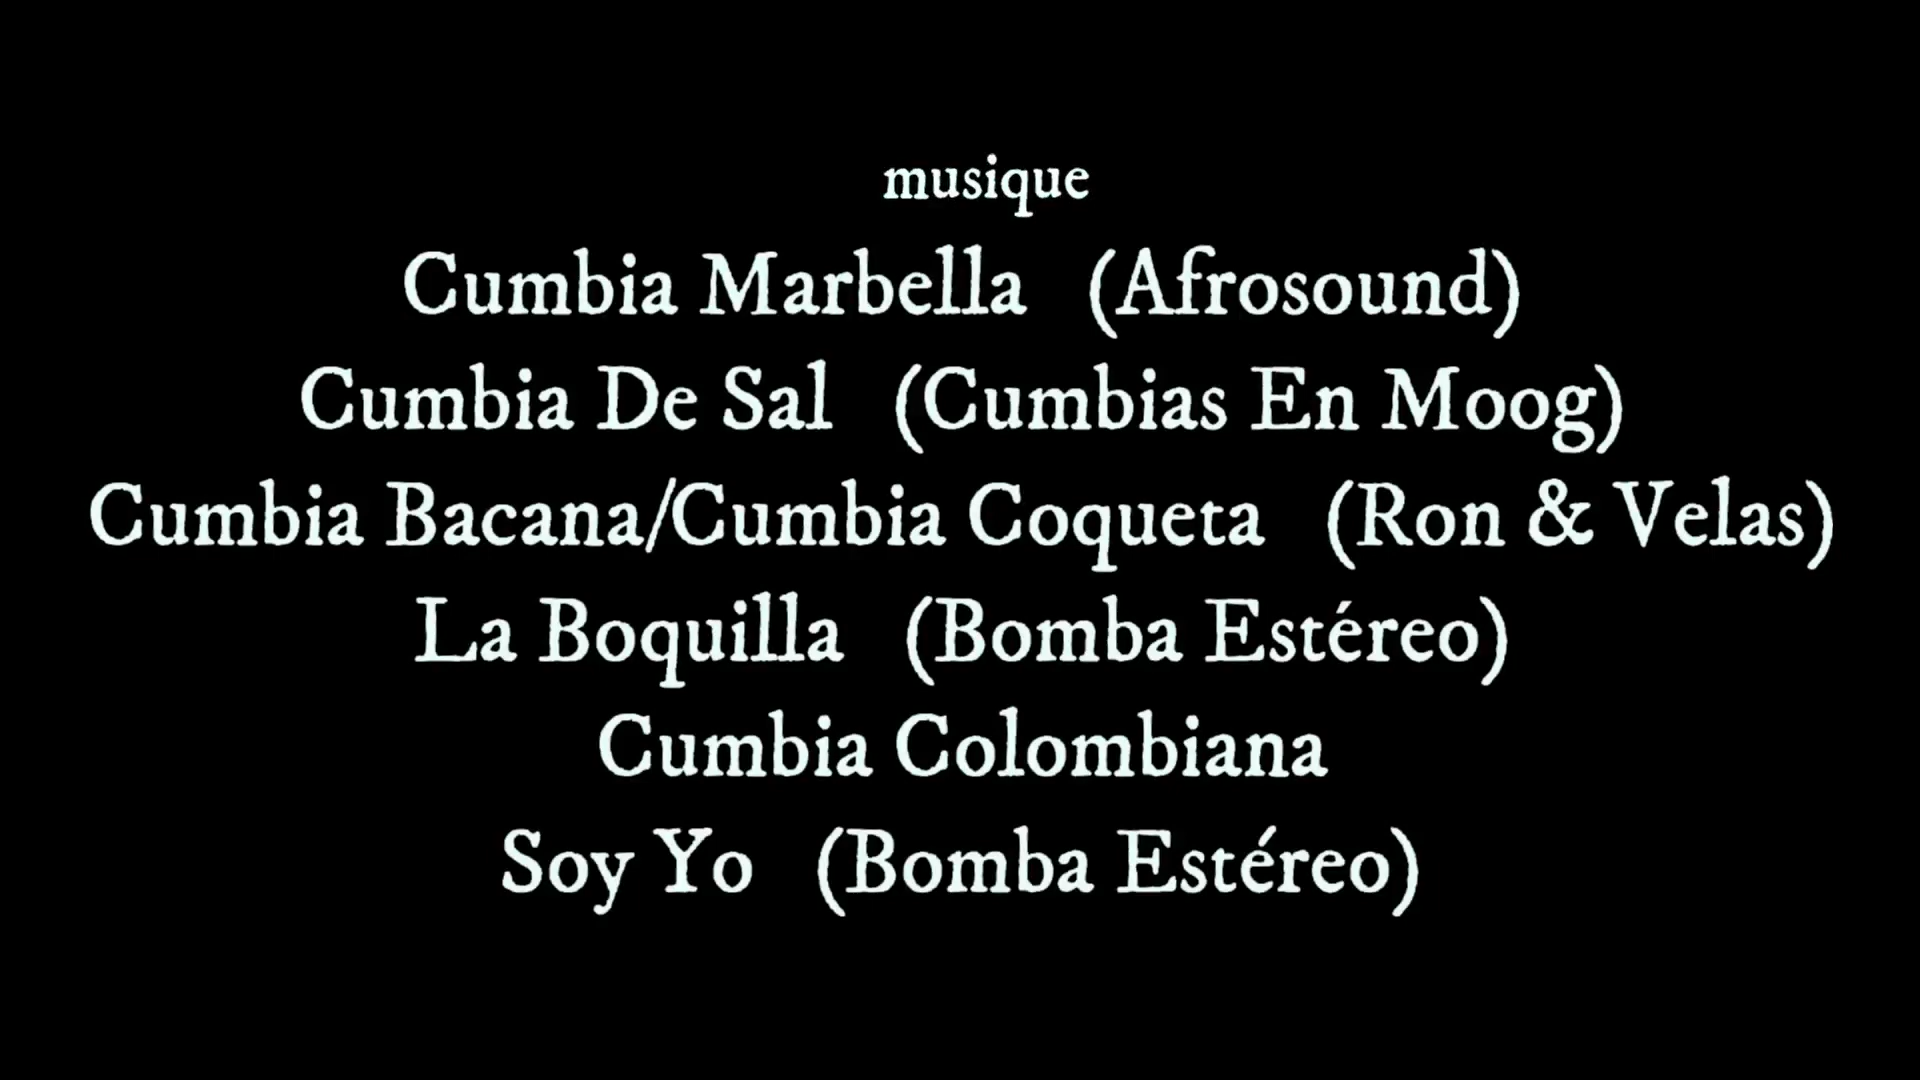 musique
Cumbia Marbella (Afrosound)
Cumbia De Sal (Cumbias En Moog)
Cumbia Bacana/Cumbia Coqueta (Ron & Velas)
La Boquilla (Bomba Estéreo)
Cumbia Colombiana
Soy Yo (Bomba Estéreo)